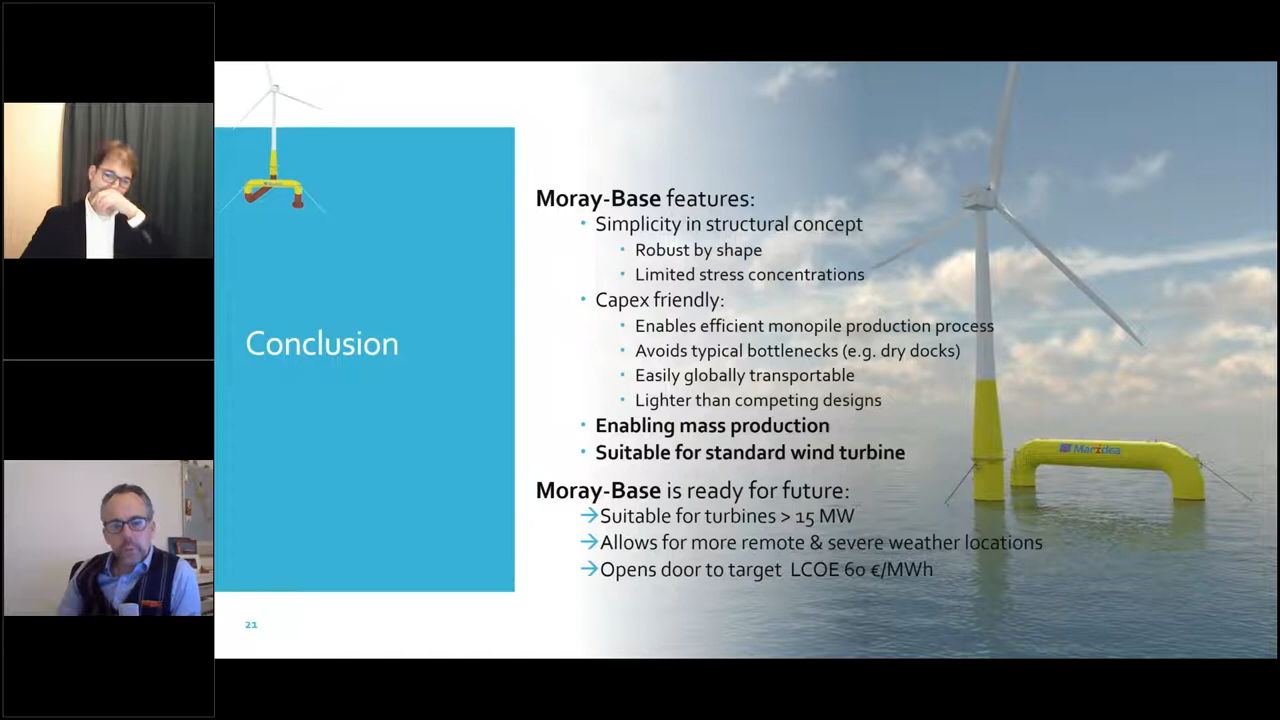 Conclusion
21
Moray-Base features:
• Simplicity in structural concept
• Robust by shape
• Limited stress concentrations
• Capex friendly:
• Enables efficient monopile production process
• Avoids typical bottlenecks (e.g. dry docks)
• Easily globally transportable
• Lighter than competing designs
• Enabling mass production
• Suitable for standard wind turbine
Moray-Base is ready for future:
→Suitable for turbines > 15 MW
→Allows for more remote & severe weather locations
→Opens door to target LCOE 60 €/MWh
Maridea